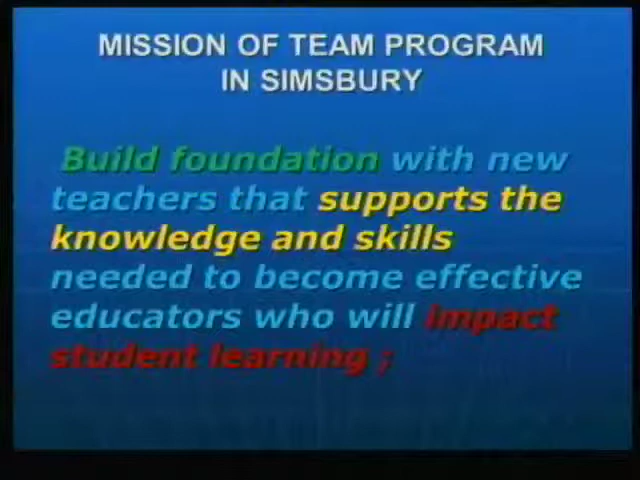 MISSION OF TEAM PROGRAM
IN SIMSBURY
Build foundation with new
teachers that supports the
knowledge and skills
needed to become effective
educators who will impact
student learning ;